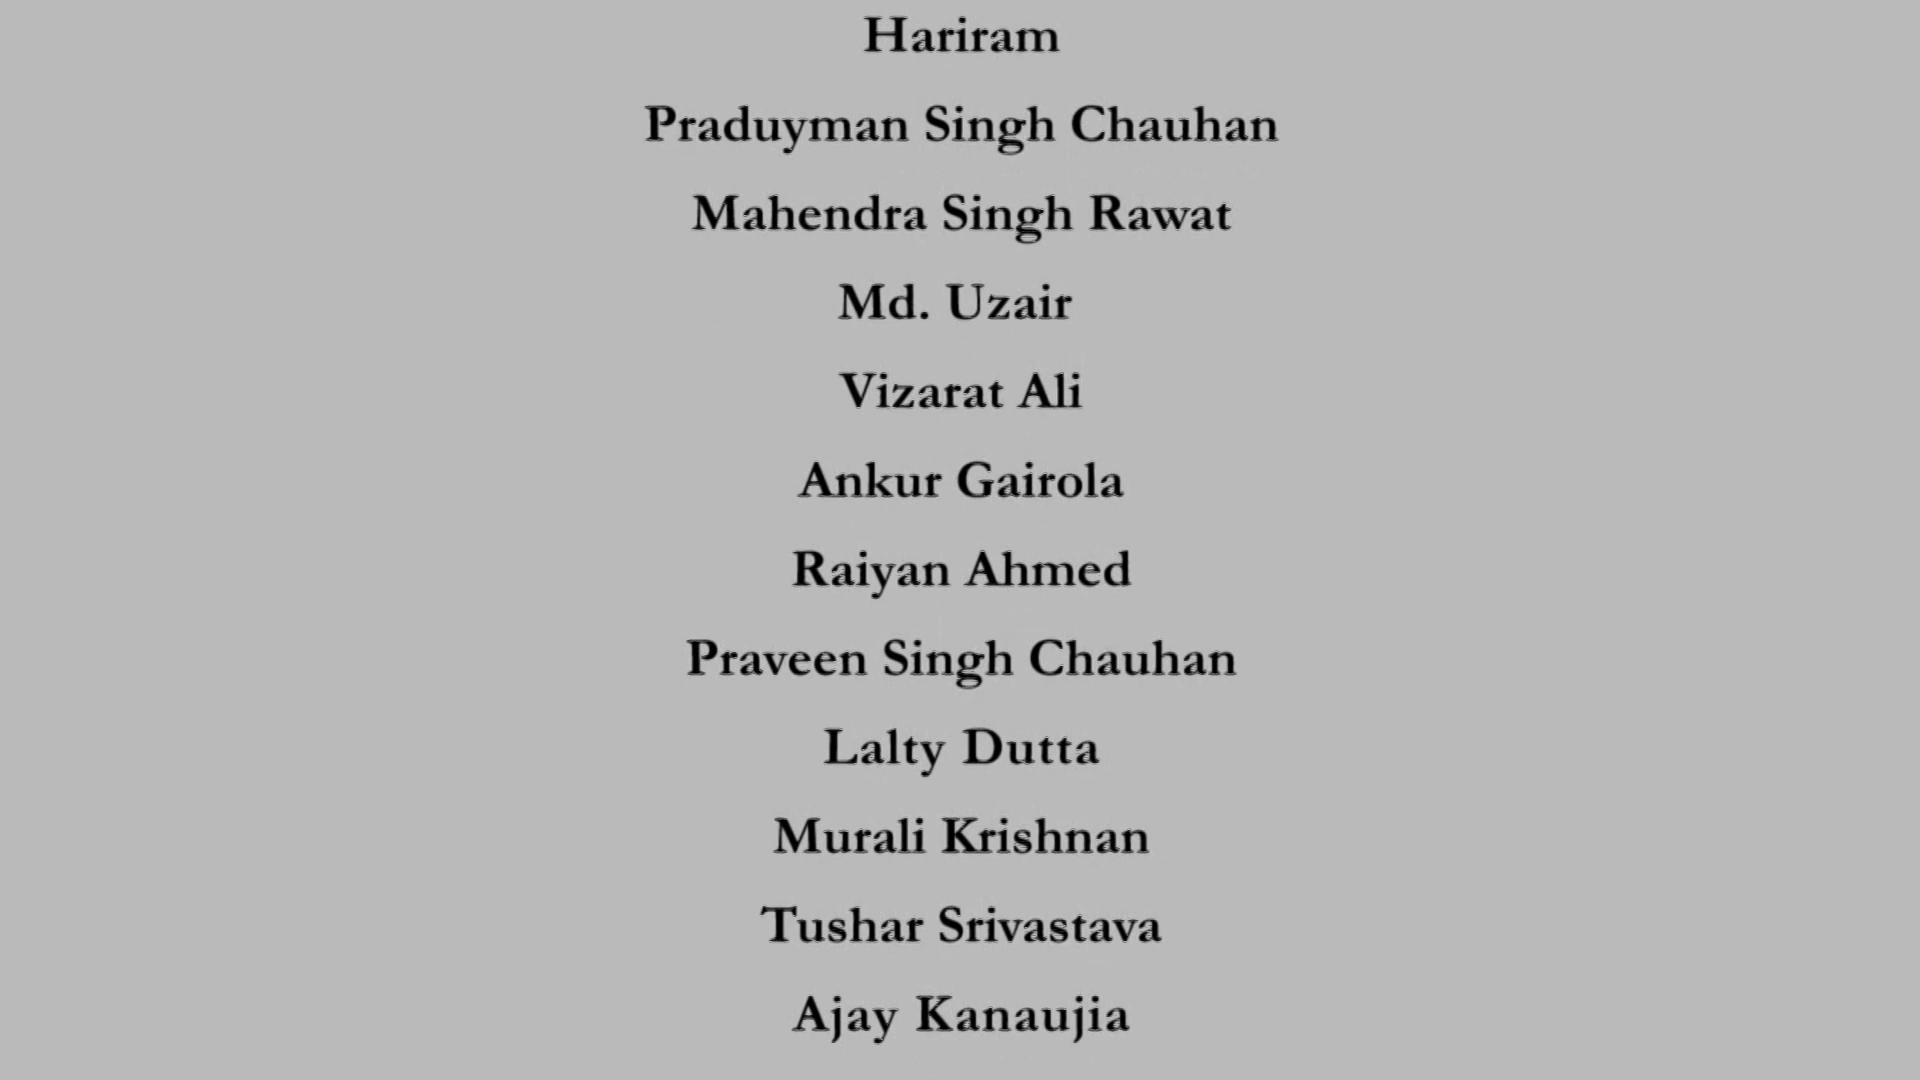 Hariram
Praduyman Singh Chauhan
Mahendra Singh Rawat
Md. Uzair
Vizarat Ali
Ankur Gairola
Raiyan Ahmed
Praveen Singh Chauhan
Lalty Dutta
Murali Krishnan
Tushar Srivastava
Ajay Kanaujia